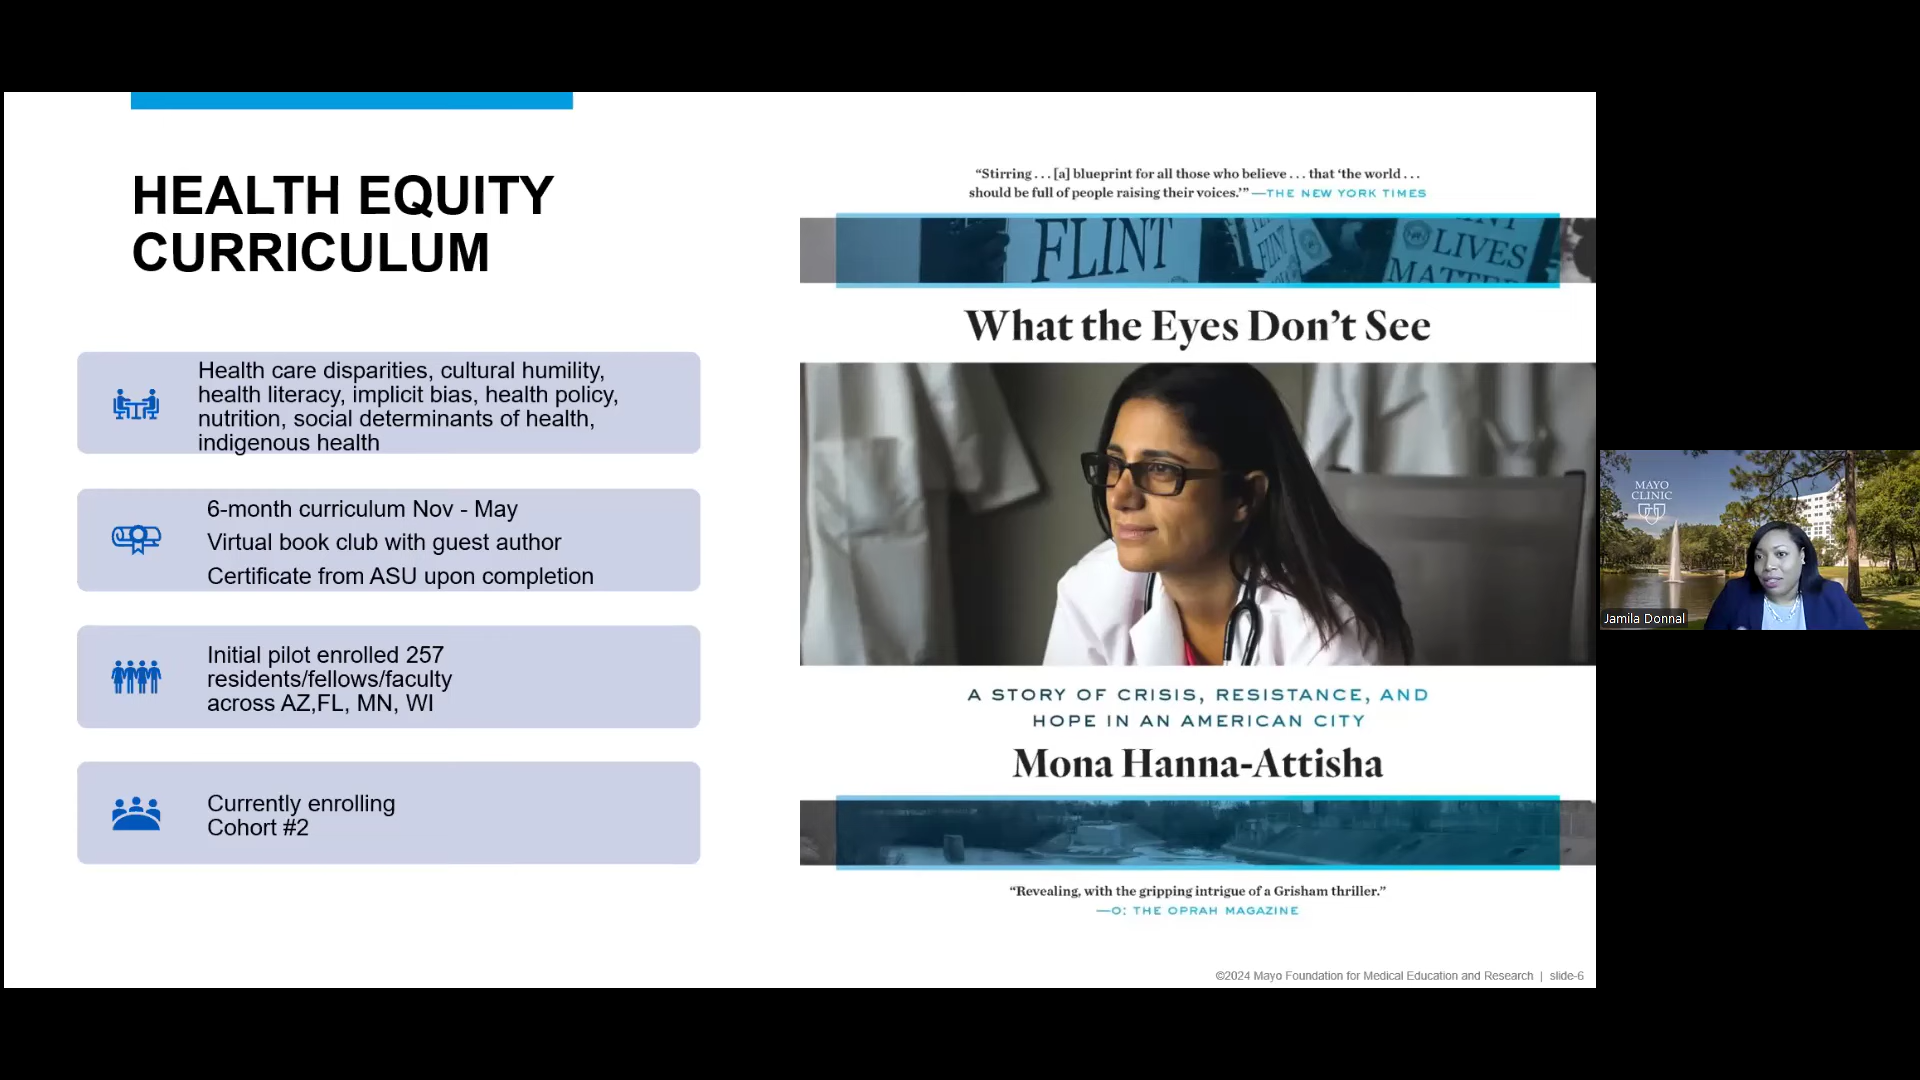 HEALTH EQUITY
CURRICULUM
Health care disparities, cultural humility,
health literacy, implicit bias, health policy,
nutrition, social determinants of health,
indigenous health
6-month curriculum Nov - May
Virtual book club with guest author
Certificate from ASU upon completion
Initial pilot enrolled 257
residents/fellows/faculty
across AZ,FL, MN, WI
Currently enrolling
Cohort #2
“Stirring . . . [a] blueprint for all those who believe . . . that ‘the world . . .
should be full of people raising their voices.’” —THE NEW YORK TIMES
FLINT
FLINT
LIVES
MATTER
What the Eyes Don’t See
A STORY OF CRISIS, RESISTANCE, AND
HOPE IN AN AMERICAN CITY
Mona Hanna-Attisha
“Revealing, with the gripping intrigue of a Grisham thriller.”
—O: THE OPRAH MAGAZINE
©2024 Mayo Foundation for Medical Education and Research | slide-6
MAYO
CLINIC
Jamila Donnal